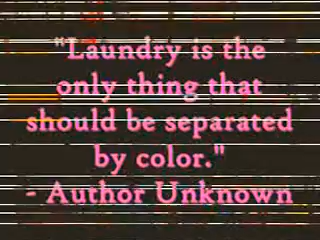 "Laundry is the
only thing that
should be separated
by color."
- Author Unknown